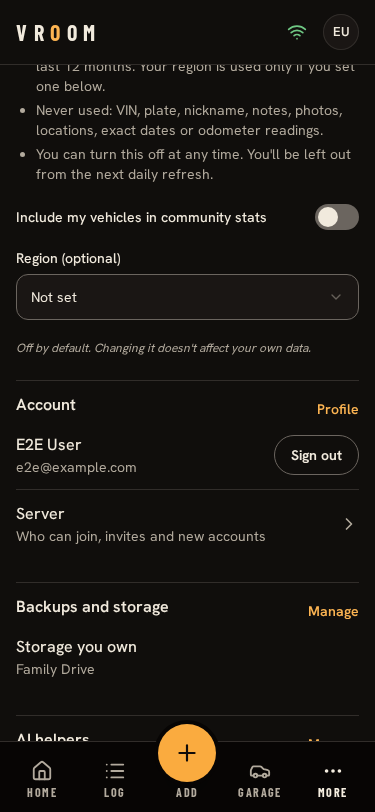 VROOM
EU
last 12 months. Your region is used only if you set
one below.
• Never used: VIN, plate, nickname, notes, photos,
locations, exact dates or odometer readings.
• You can turn this off at any time. You'll be left out
from the next daily refresh.
Include my vehicles in community stats
Region (optional)
Not set
Off by default. Changing it doesn't affect your own data.
Account
Profile
E2E User
e2e@example.com
Sign out
Server
Who can join, invites and new accounts
Backups and storage
Manage
Storage you own
Family Drive
AI helpers
HOME
LOG
ADD
GARAGE
MORE